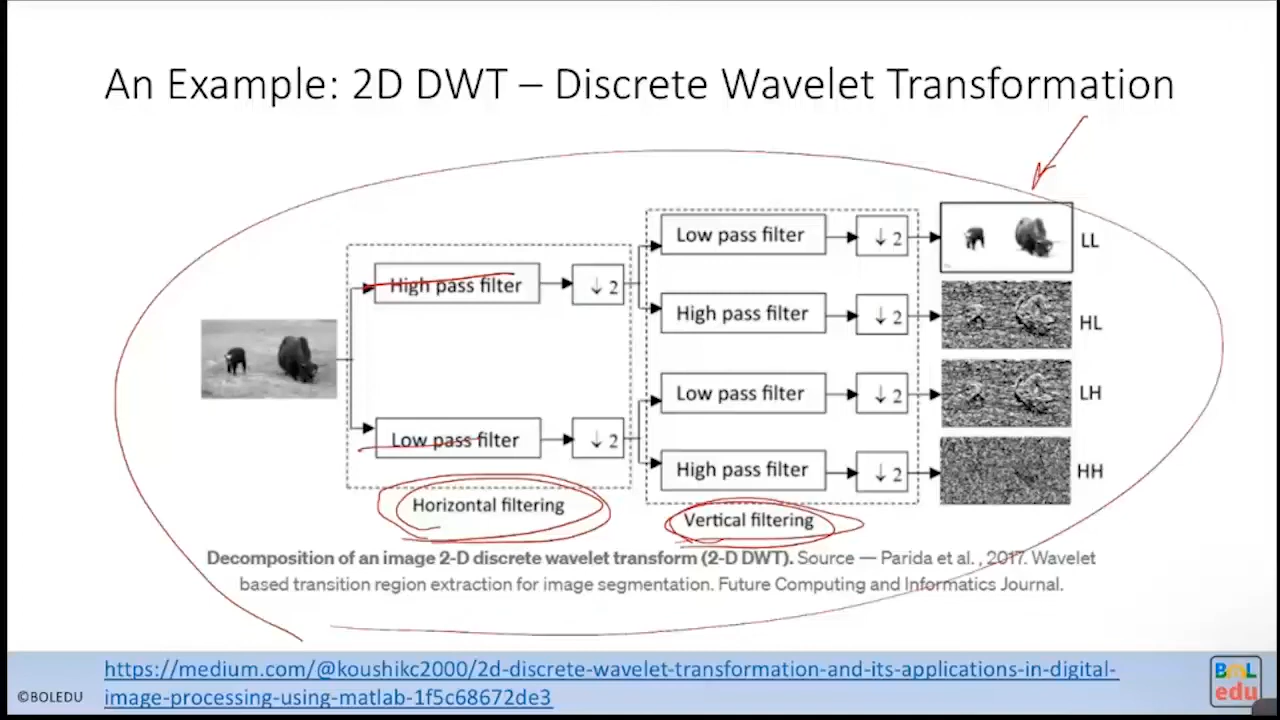 An Example: 2D DWT – Discrete Wavelet Transformation
High pass filter
↓ 2
Low pass filter
↓ 2
Horizontal filtering
Low pass filter
↓ 2
LL
High pass filter
↓ 2
HL
Low pass filter
↓ 2
LH
High pass filter
↓ 2
HH
Vertical filtering
Decomposition of an image 2-D discrete wavelet transform (2-D DWT). Source — Parida et al. , 2017. Wavelet
based transition region extraction for image segmentation. Future Computing and Informatics Journal.
https://medium.com/@koushikc2000/2d-discrete-wavelet-transformation-and-its-applications-in-digital-
image-processing-using-matlab-1f5c68672de3
©BOLEDU
BOL
edu